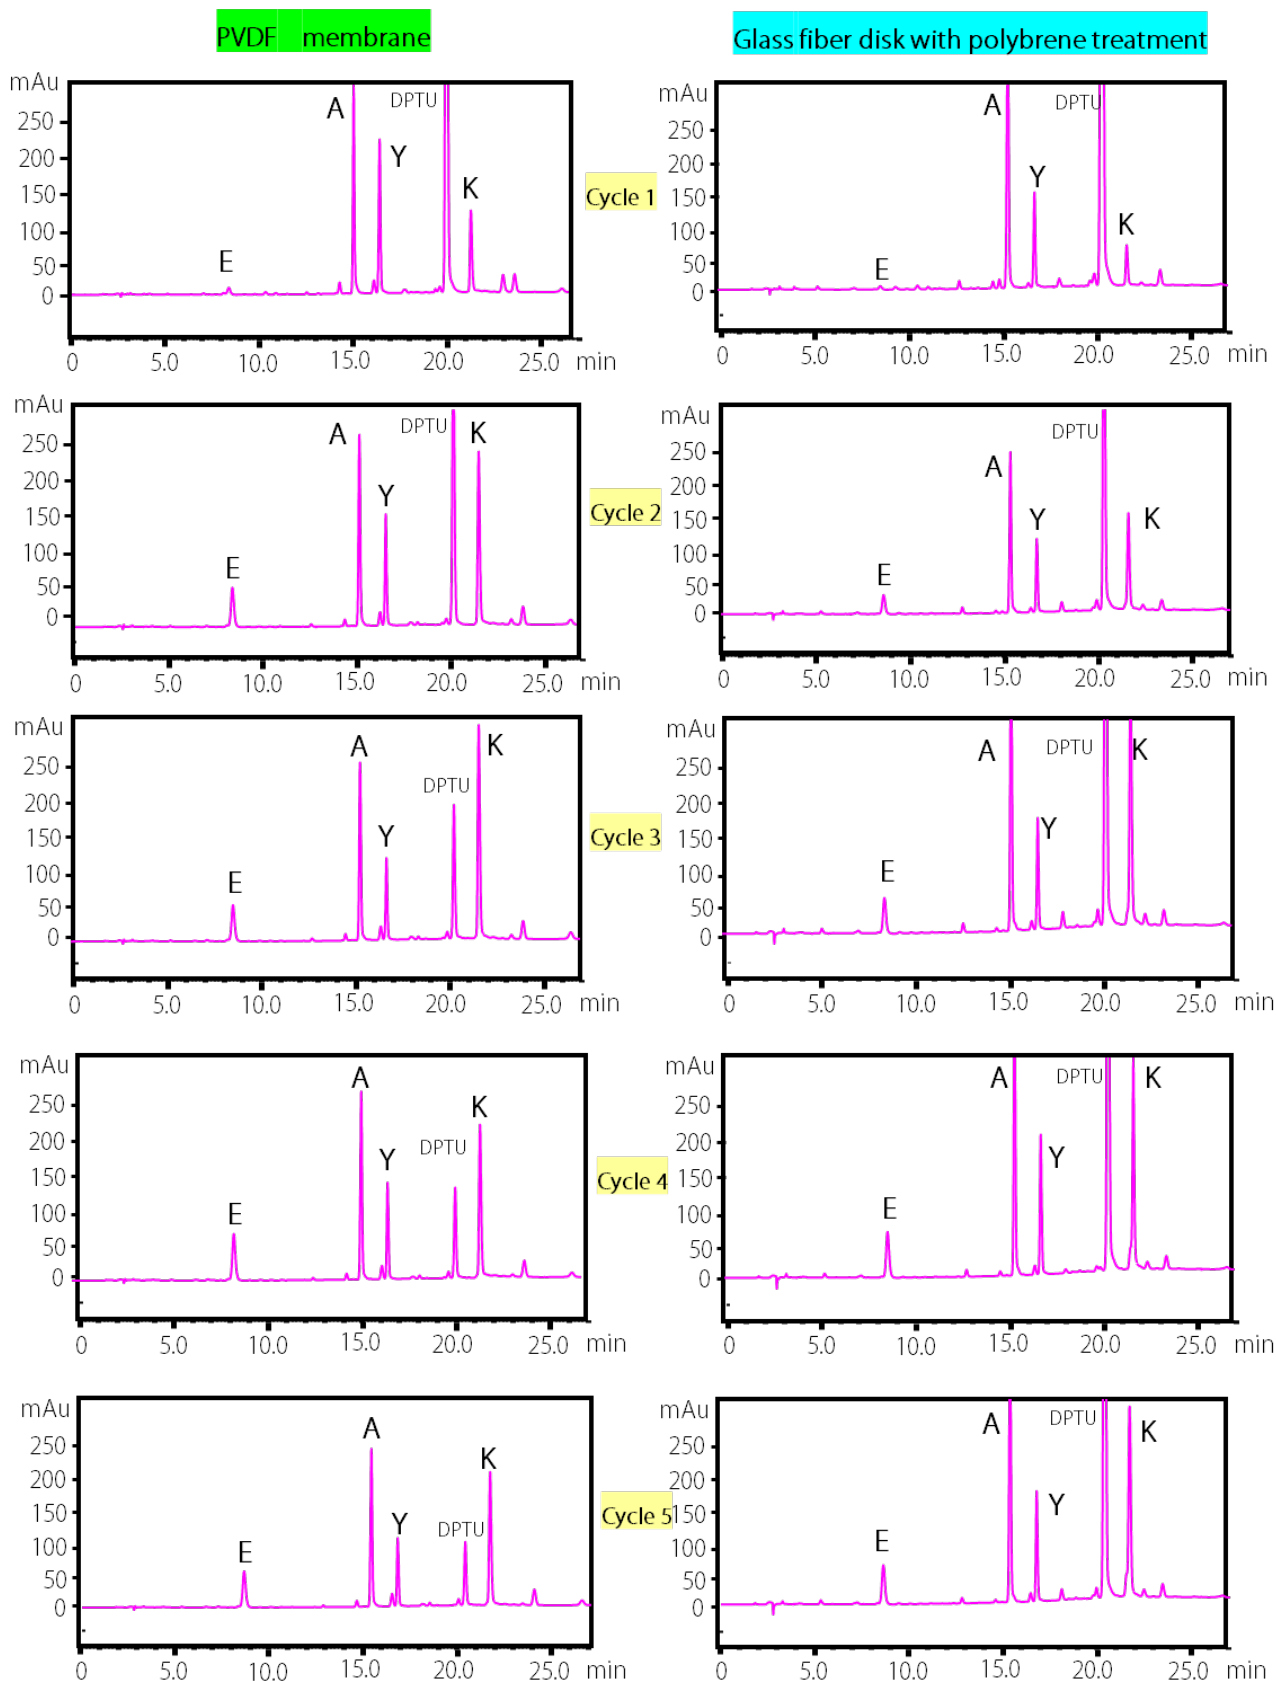 PVDF membrane
Glass fiber disk with polybrene treatment
mAu
250
200
150
100
50
0
A
Y
DPTU
K
E
0 5.0 10.0 15.0 20.0 25.0 min
Cycle 1
mAu
250
200
150
100
50
0
A
Y
DPTU
K
E
0 5.0 10.0 15.0 20.0 25.0 min
mAu
250
200
150
100
50
0
A
Y
DPTU
K
E
0 5.0 10.0 15.0 20.0 25.0 min
Cycle 2
mAu
250
200
150
100
50
0
A
Y
DPTU
K
E
0 5.0 10.0 15.0 20.0 25.0 min
mAu
250
200
150
100
50
0
A
Y
DPTU
K
E
0 5.0 10.0 15.0 20.0 25.0 min
Cycle 3
mAu
250
200
150
100
50
0
A
Y
DPTU
K
E
0 5.0 10.0 15.0 20.0 25.0 min
mAu
250
200
150
100
50
0
A
Y
DPTU
K
E
0 5.0 10.0 15.0 20.0 25.0 min
Cycle 4
mAu
250
200
150
100
50
0
A
Y
DPTU
K
E
0 5.0 10.0 15.0 20.0 25.0 min
mAu
250
200
150
100
50
0
A
Y
DPTU
K
E
0 5.0 10.0 15.0 20.0 25.0 min
Cycle 5
mAu
250
200
150
100
50
0
A
Y
DPTU
K
E
0 5.0 10.0 15.0 20.0 25.0 min